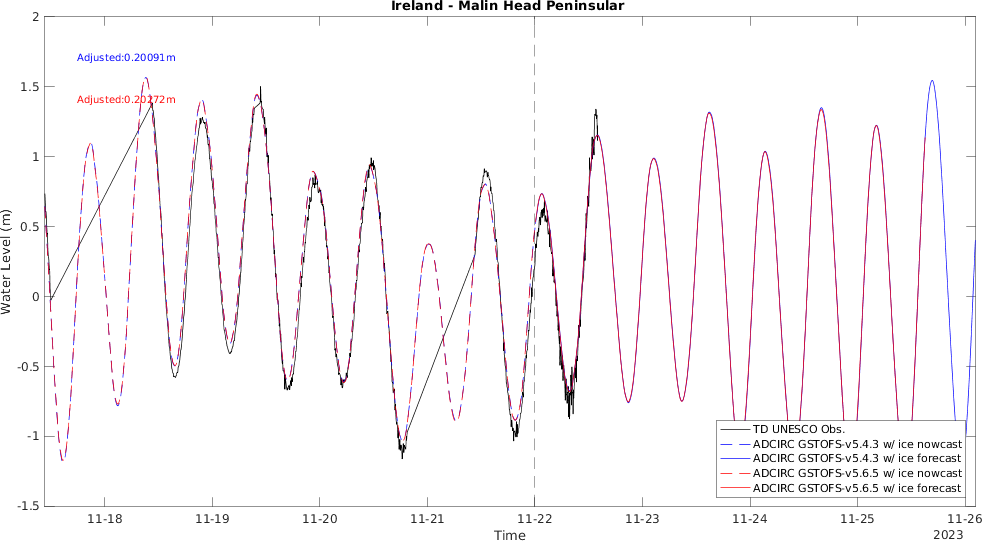 Ireland - Malin Head Peninsular
Adjusted:0.20091m
Adjusted:0.20272m
Water Level (m)
2
1.5
1
0.5
0
-0.5
-1
-1.5
TD UNESCO Obs.
ADCIRC GSTOFS-v5.4.3 w/ ice nowcast
ADCIRC GSTOFS-v5.4.3 w/ ice forecast
ADCIRC GSTOFS-v5.6.5 w/ ice nowcast
ADCIRC GSTOFS-v5.6.5 w/ ice forecast
11-18 11-19 11-20 11-21 11-22 11-23 11-24 11-25 11-26
Time
2023